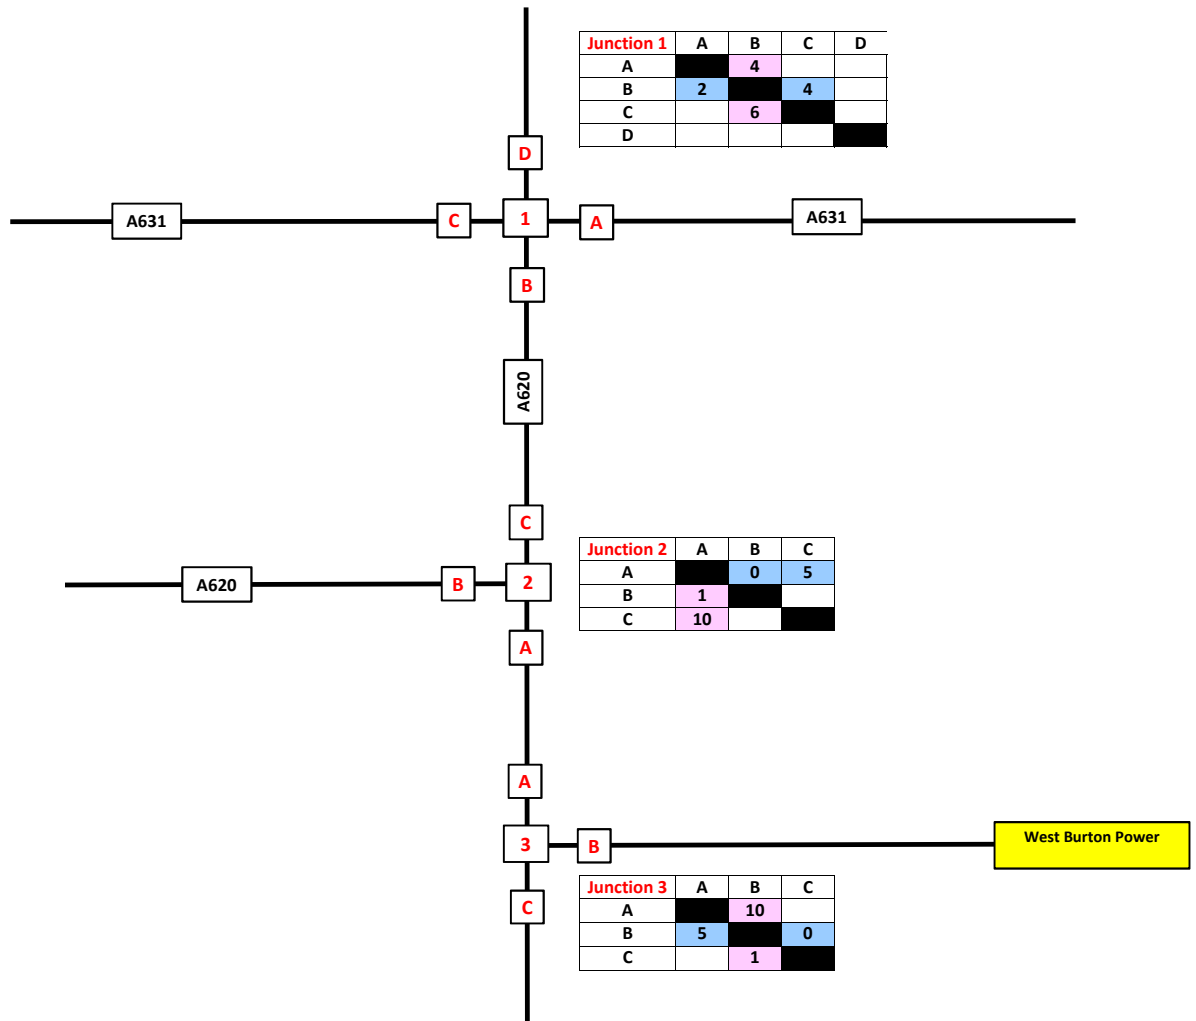 Junction 1 A B C D
A 4
B 2 4
C 6
D
D
A631 C 1 A A631
B
A620
C
Junction 2 A B C
A 0 5
B 1
C 10
A620 B 2
A
A
3 B West Burton Power
C
Junction 3 A B C
A 10
B 5 0
C 1